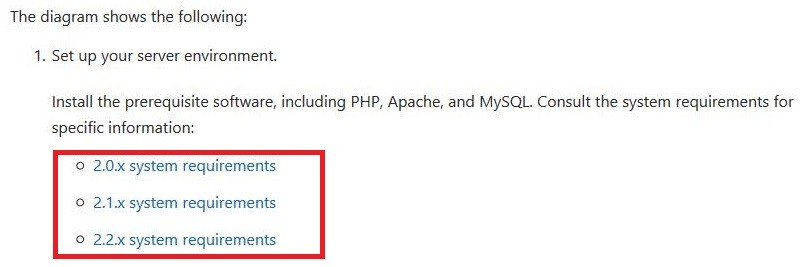 The diagram shows the following:
1. Set up your server environment.
Install the prerequisite software, including PHP, Apache, and MySQL. Consult the system requirements for
specific information:
2.0.x system requirements
2.1.x system requirements
2.2.x system requirements